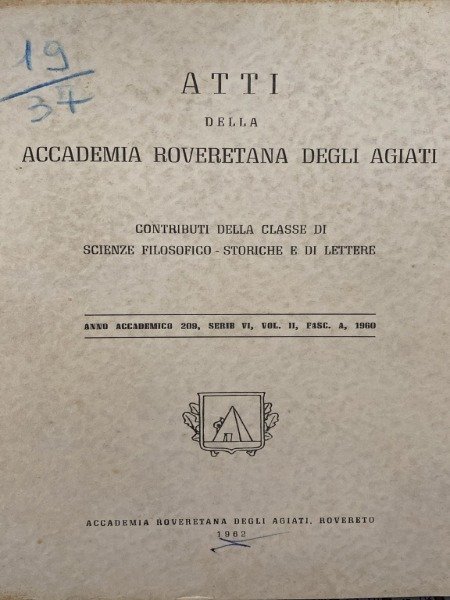 19
34
ATTI
DELLA
ACCADEMIA ROVERETANA DEGLI AGIATI
CONTRIBUTI DELLA CLASSE DI
SCIENZE FILOSOFICO - STORICHE E DI LETTERE
ANNO ACCADEMICO 209, SERIE VI, VOL. II, FASC. A, 1960
ACCADEMIA ROVERETANA DEGLI AGIATI, ROVERETO
1962